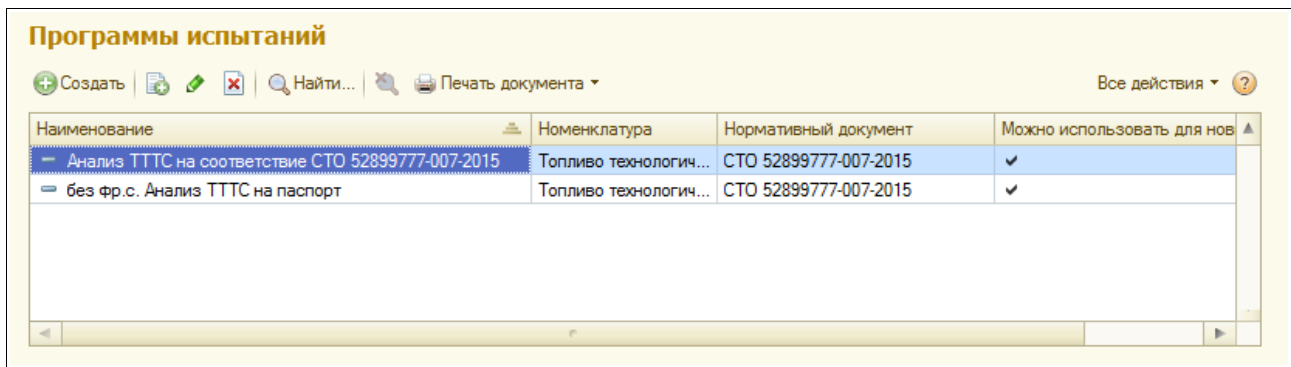 Программы испытаний
Создать Найти... Печать документа Все действия ?
Наименование Номенклатура Нормативный документ Можно использовать для нов
Анализ ТТТС на соответствие СТО 52899777-007-2015 Топливо технологич... СТО 52899777-007-2015
без фр.с. Анализ ТТТС на паспорт Топливо технологич... СТО 52899777-007-2015